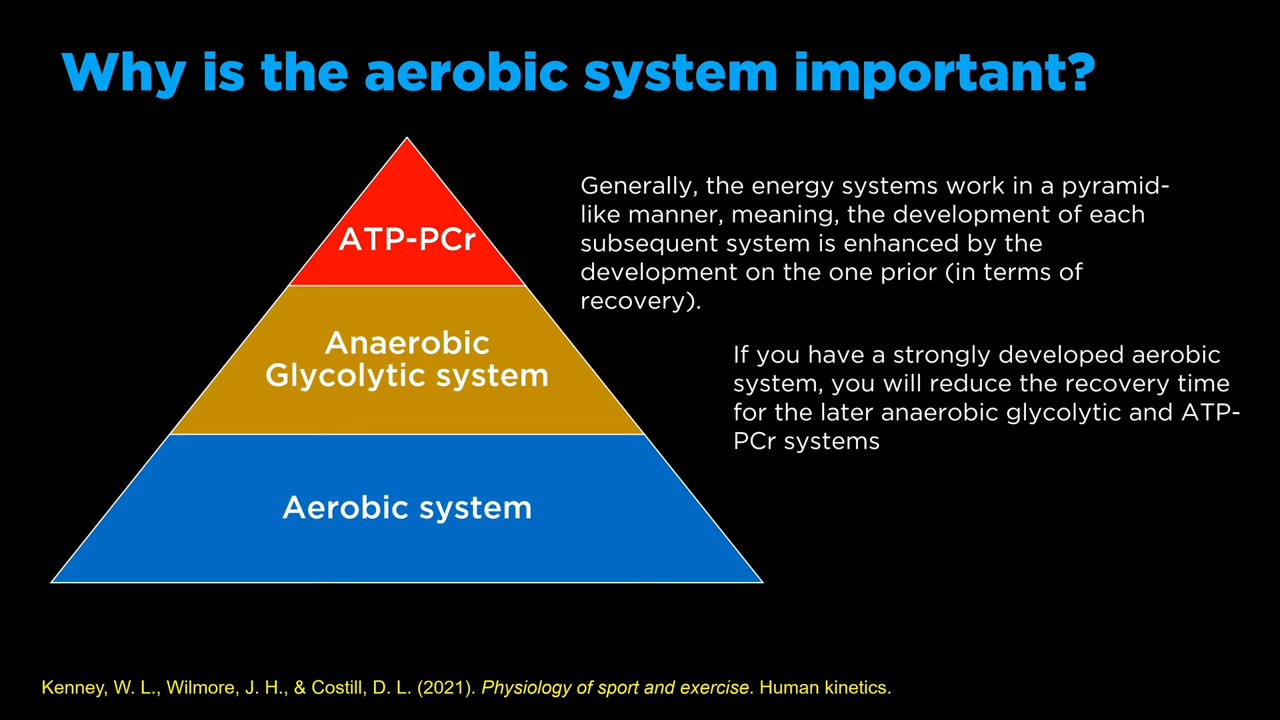 Why is the aerobic system important?
ATP-PCr
Anaerobic
Glycolytic system
Aerobic system
Generally, the energy systems work in a pyramid-
like manner, meaning, the development of each
subsequent system is enhanced by the
development on the one prior (in terms of
recovery).
If you have a strongly developed aerobic
system, you will reduce the recovery time
for the later anaerobic glycolytic and ATP-
PCr systems
Kenney, W. L., Wilmore, J. H., & Costill, D. L. (2021). Physiology of sport and exercise. Human kinetics.